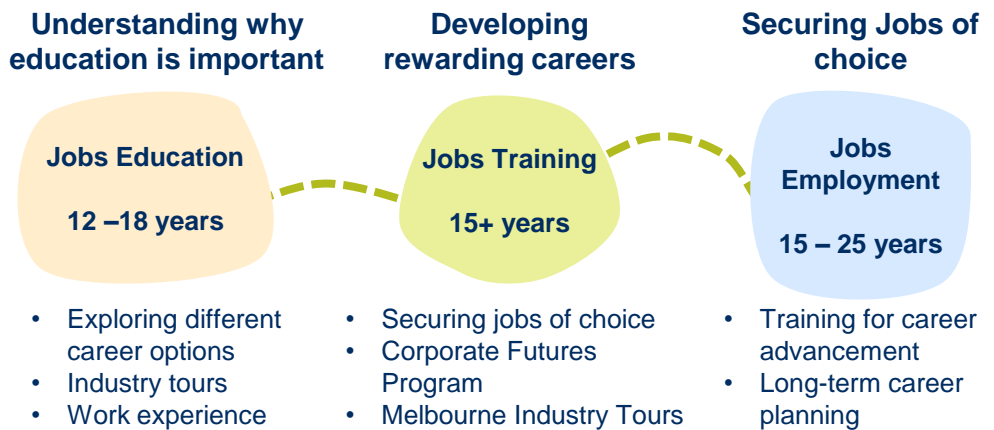 Understanding why
education is important
Jobs Education
12 –18 years
• Exploring different
career options
• Industry tours
• Work experience
Developing
rewarding careers
Jobs Training
15+ years
• Securing jobs of choice
• Corporate Futures
Program
• Melbourne Industry Tours
Securing Jobs of
choice
Jobs
Employment
15 – 25 years
• Training for career
advancement
• Long-term career
planning